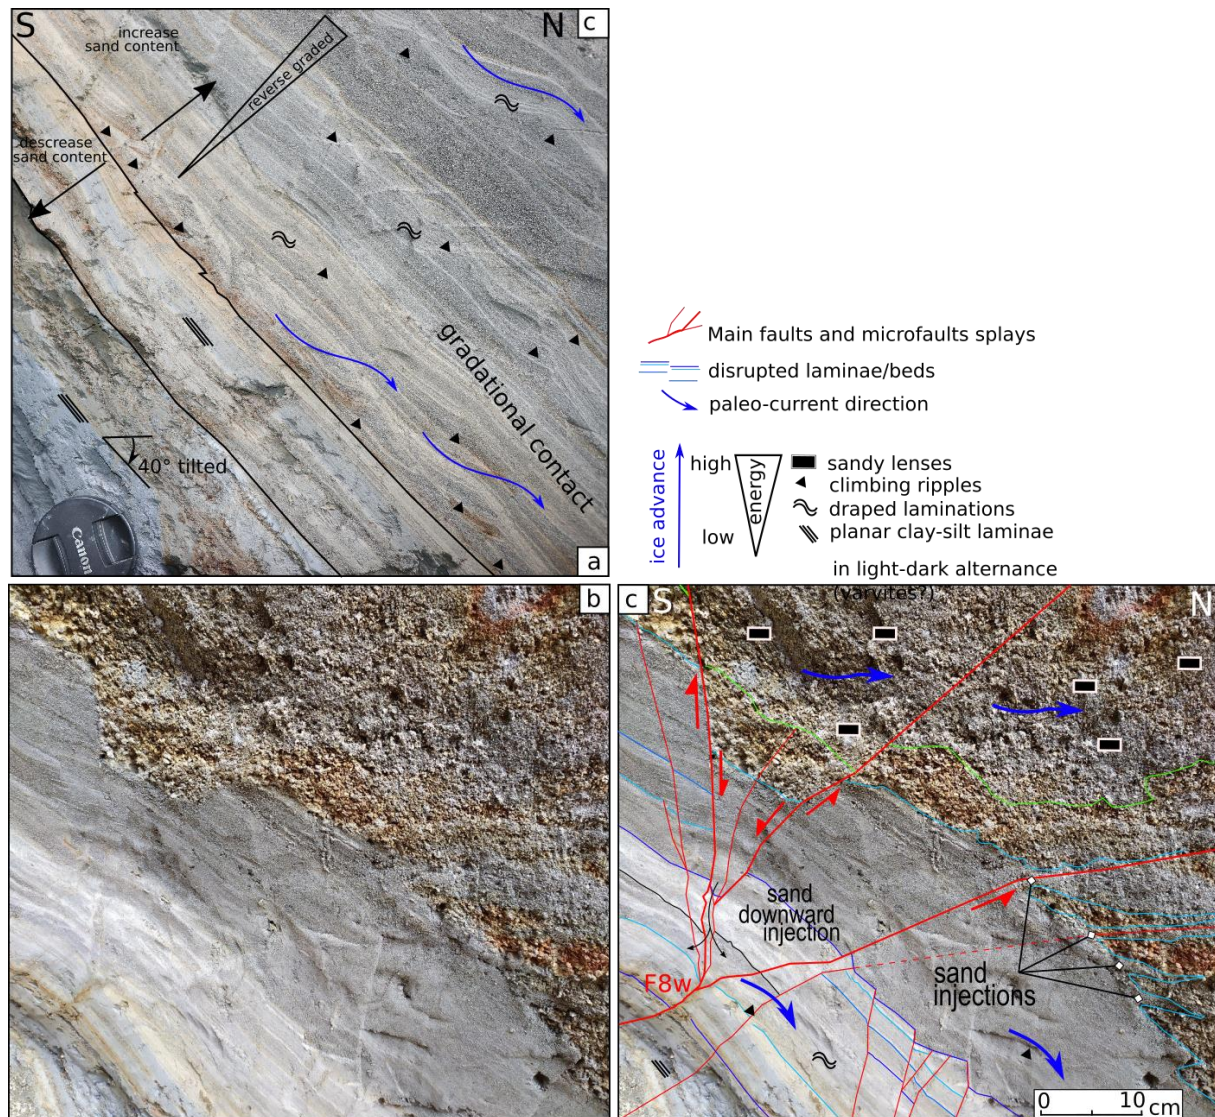 S
N
c
increase
sand content
reverse graded
descrease
sand content
gradational contact
40° tilted
Canon
a
Main faults and microfaults splays
disrupted laminae/beds
paleo-current direction
ice advance
high
low
energy
sandy lenses
climbing ripples
draped laminations
planar clay-silt laminae
in light-dark alternance
(varvites?)
b
c
S
N
sand
downward
injection
F8w
sand
injections
0 10 cm